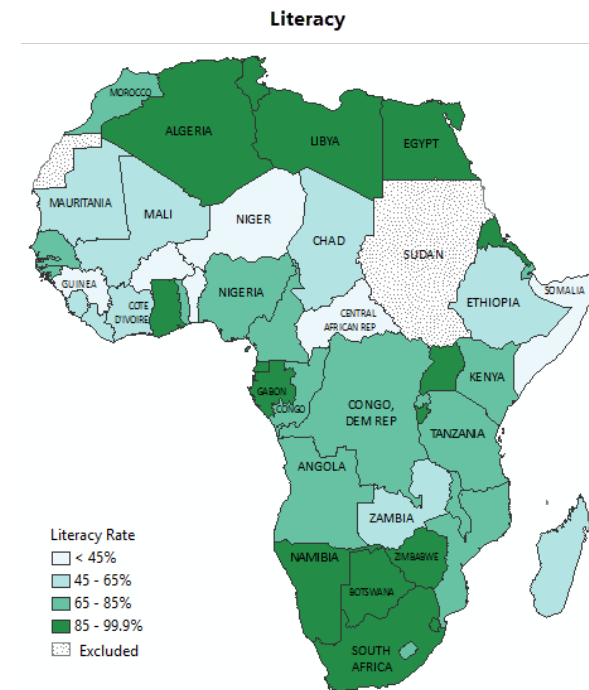 Literacy
MOROCCO
ALGERIA
LIBYA
EGYPT
MAURITANIA
MALI
NIGER
CHAD
SUDAN
GUINEA
COTE
D'IVOIRE
NIGERIA
CENTRAL
AFRICAN REP
ETHIOPIA
SOMALIA
GABON
CONGO
CONGO,
DEM REP
KENYA
TANZANIA
ANGOLA
ZAMBIA
NAMIBIA
ZIMBABWE
BOTSWANA
SOUTH
AFRICA
Literacy Rate
< 45%
45 - 65%
65 - 85%
85 - 99.9%
Excluded